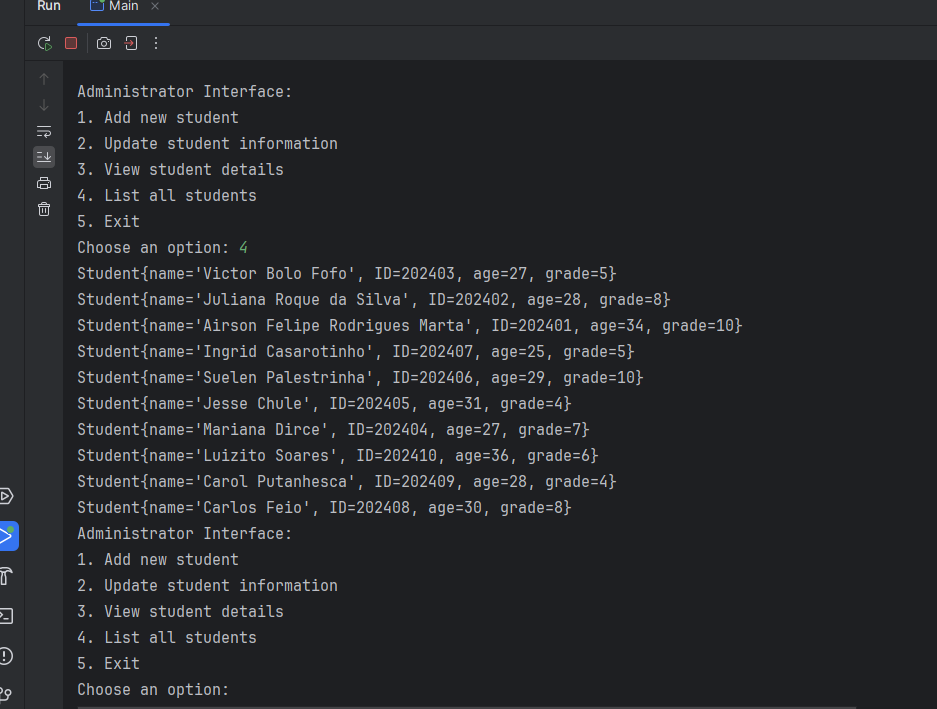 Run
Main
Administrator Interface:
1. Add new student
2. Update student information
3. View student details
4. List all students
5. Exit
Choose an option: 4
Student{name='Victor Bolo Fofo', ID=202403, age=27, grade=5}
Student{name='Juliana Roque da Silva', ID=202402, age=28, grade=8}
Student{name='Airson Felipe Rodrigues Marta', ID=202401, age=34, grade=10}
Student{name='Ingrid Casarotinho', ID=202407, age=25, grade=5}
Student{name='Suelen Palestrinha', ID=202406, age=29, grade=10}
Student{name='Jesse Chule', ID=202405, age=31, grade=4}
Student{name='Mariana Dirce', ID=202404, age=27, grade=7}
Student{name='Luizito Soares', ID=202410, age=36, grade=6}
Student{name='Carol Putanhesca', ID=202409, age=28, grade=4}
Student{name='Carlos Feio', ID=202408, age=30, grade=8}
Administrator Interface:
1. Add new student
2. Update student information
3. View student details
4. List all students
5. Exit
Choose an option: